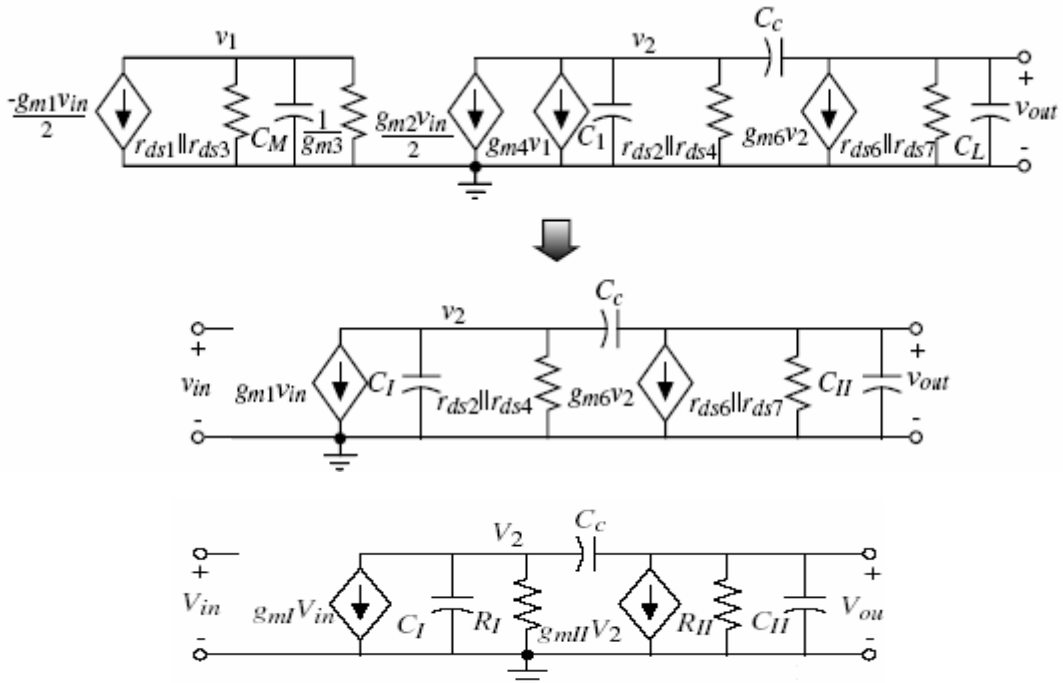 v1
v2
Cc
-gm1vin
2
rds1||rds3
CM
1
gm3
gm2vin
2
gm4v1
C1
rds2||rds4
gm6v2
rds6||rds7
CL
+
vout
-
Cc
v2
+
vin
-
gm1vin
CI
rds2||rds4
gm6v2
rds6||rds7
CII
+
vout
-
Cc
V2
+
Vin
-
gmIVin
CI
RI
gmIIV2
RII
CII
+
Vou
-